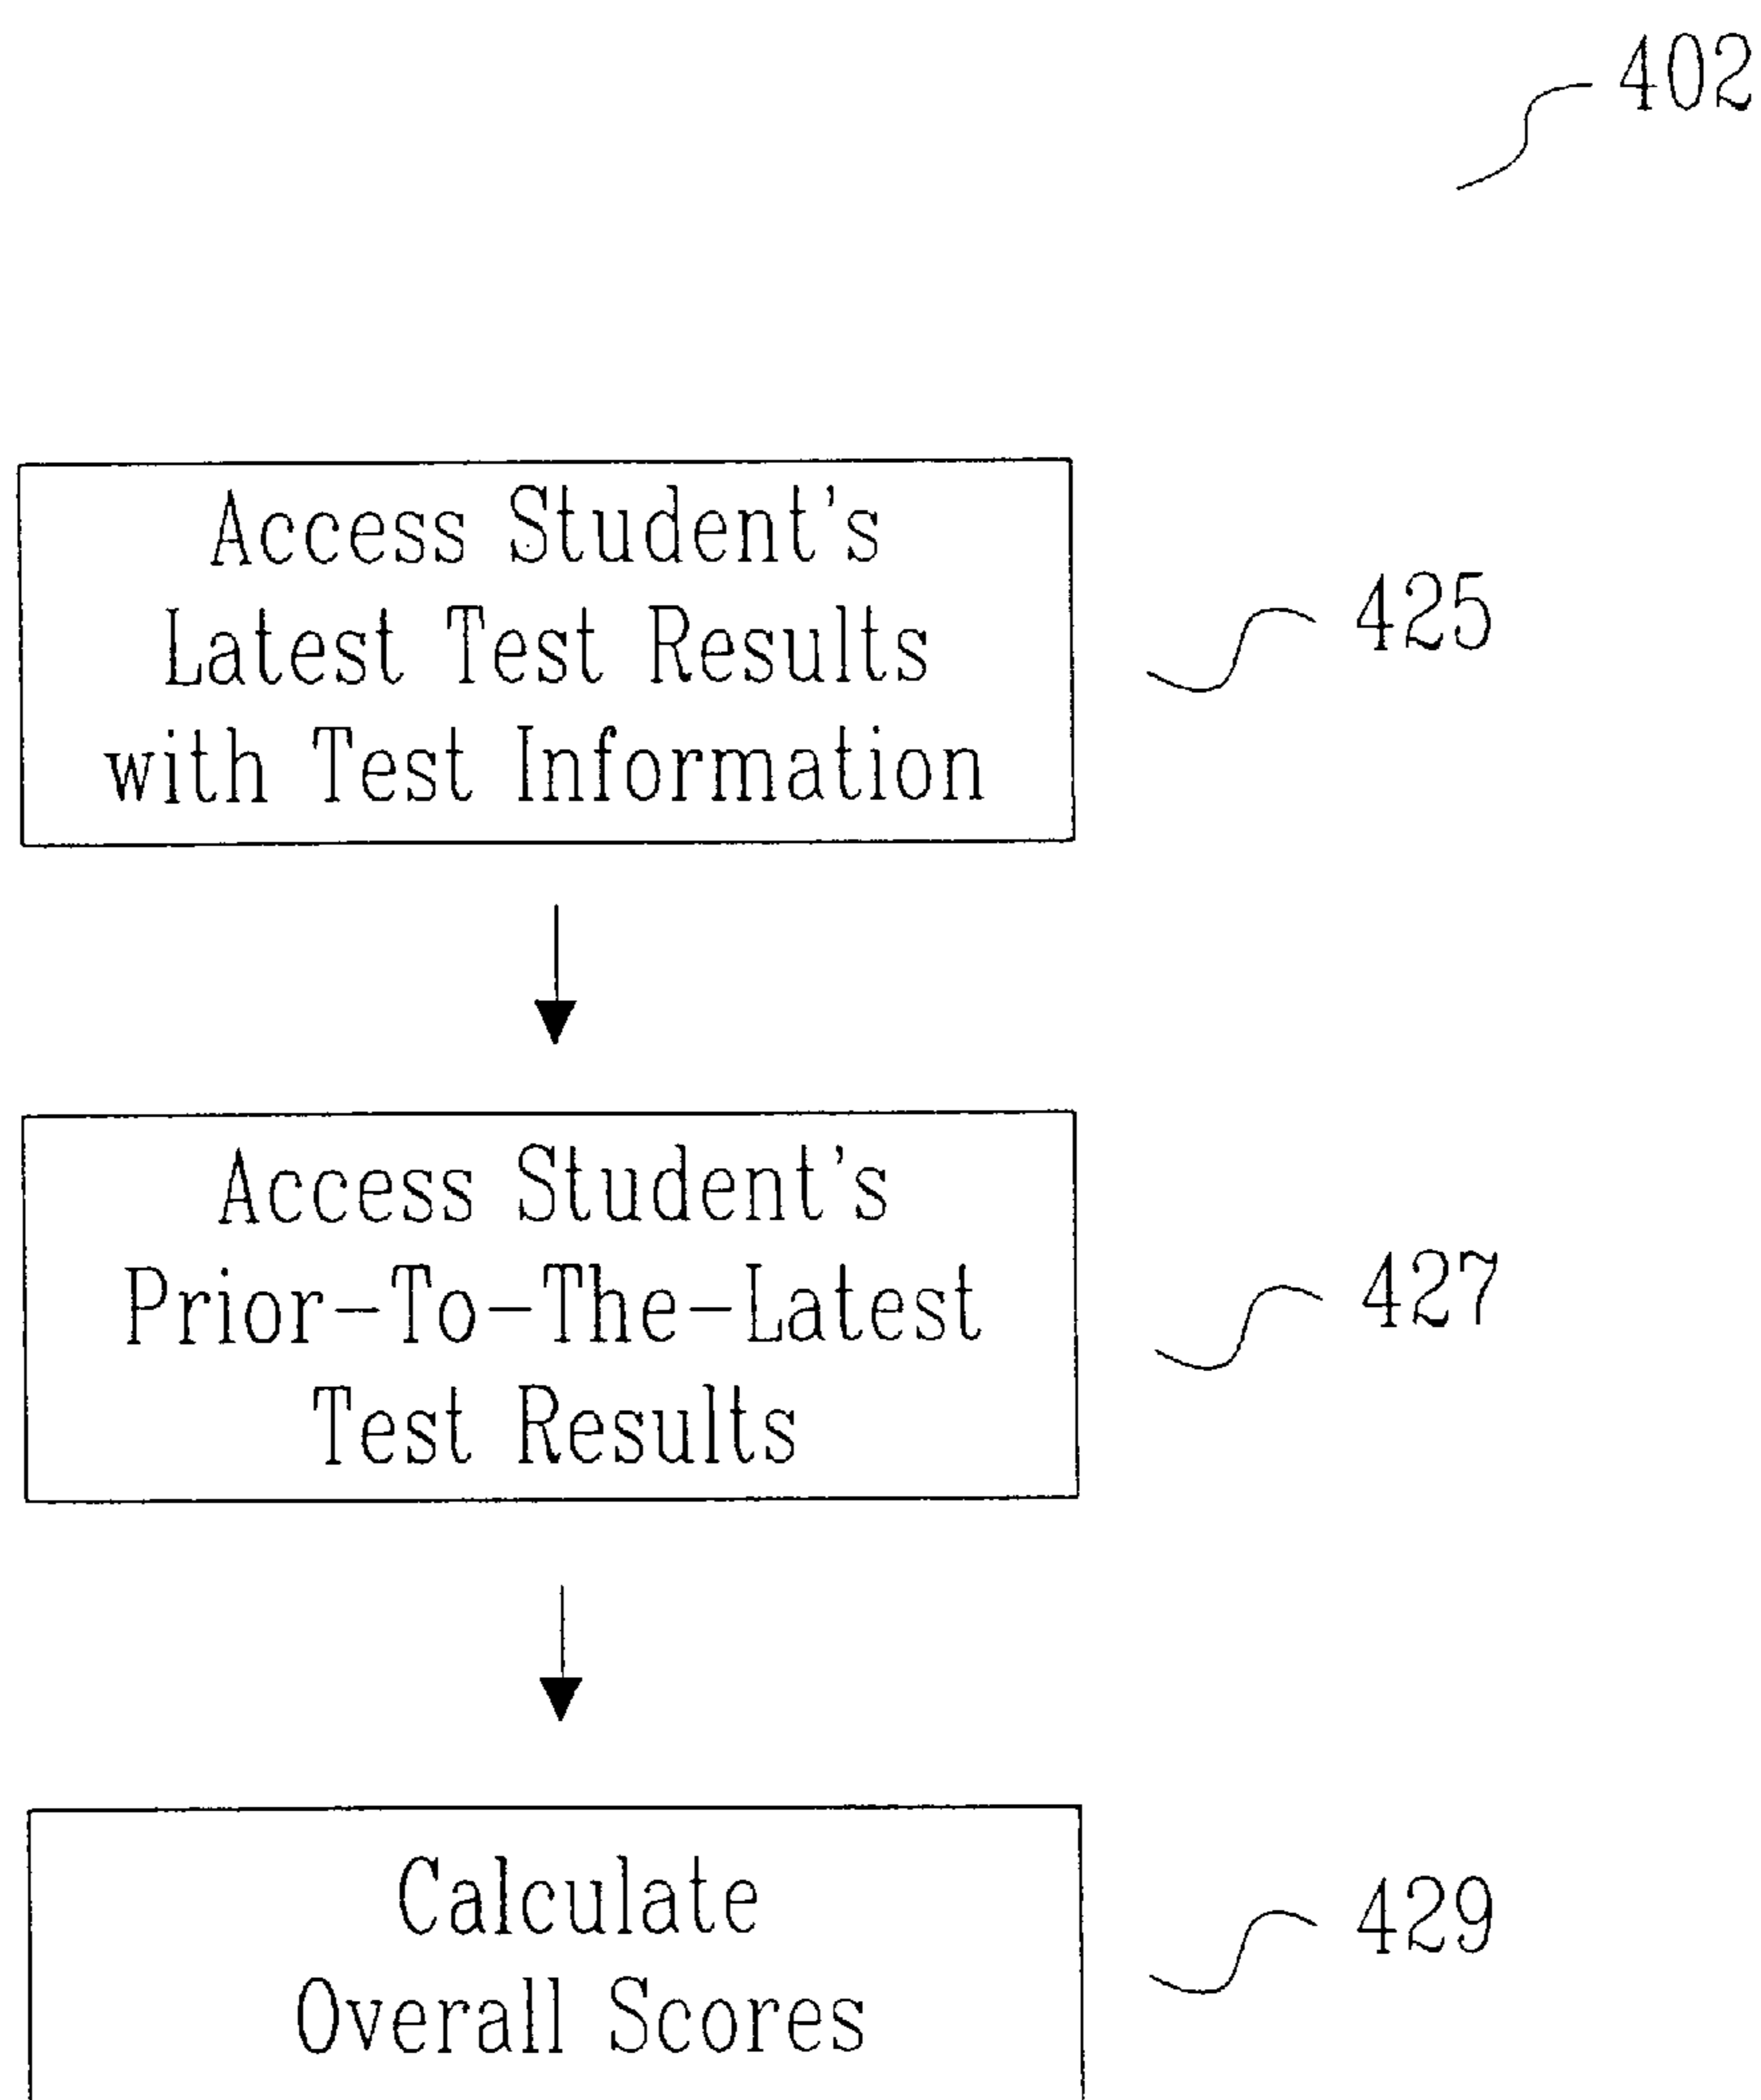 402
Access Student's
Latest Test Results
with Test Information
425
Access Student's
Prior-To-The-Latest
Test Results
427
Calculate
Overall Scores
429